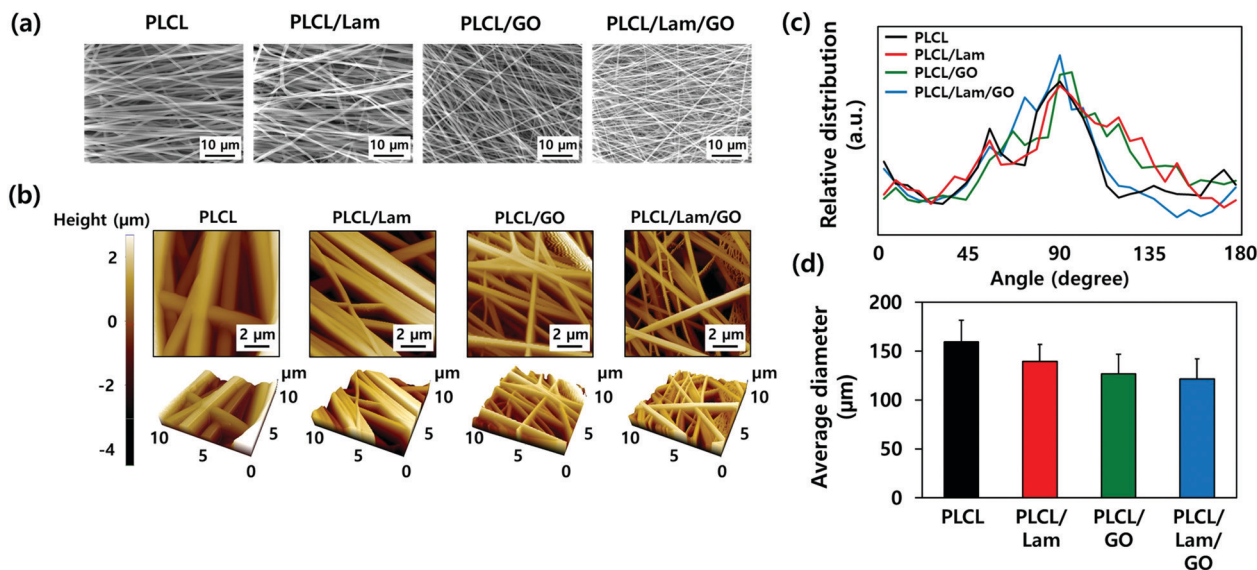 (a)
PLCL PLCL/Lam PLCL/GO PLCL/Lam/GO
10 μm 10 μm 10 μm 10 μm
(b)
Height (μm) PLCL PLCL/Lam PLCL/GO PLCL/Lam/GO
2
0
-2
-4
2 μm 2 μm 2 μm 2 μm
μm μm μm μm
10 10 10 10
10 5 10 5 10 5 10 5
5 5 5 5
0 0 0 0
(c)
Relative distribution
(a.u.)
PLCL
PLCL/Lam
PLCL/GO
PLCL/Lam/GO
0 45 90 135 180
Angle (degree)
(d)
Average diameter
(μm)
200
150
100
50
0
PLCL PLCL/ PLCL/ PLCL/
Lam GO Lam/
GO